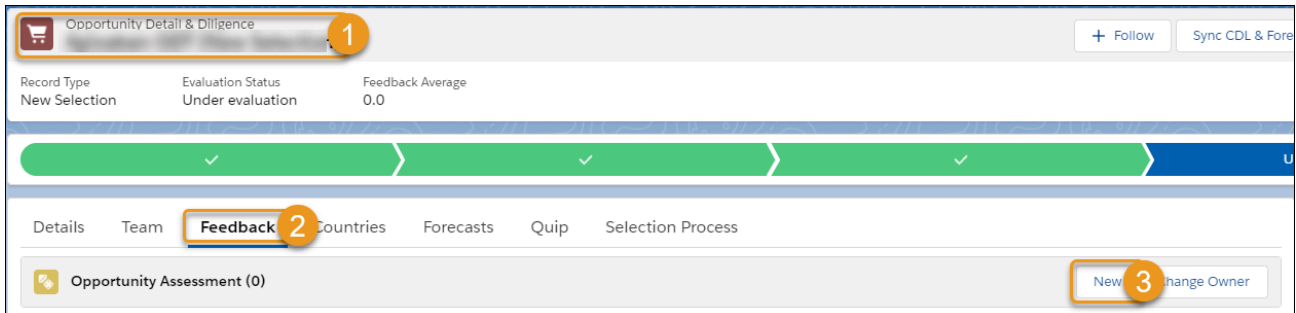 Opportunity Detail & Diligence
1
+ Follow
Sync CDL & Fore
Record Type
Evaluation Status
Feedback Average
New Selection
Under evaluation
0.0
U
Details
Team
Feedback
2
Countries
Forecasts
Quip
Selection Process
Opportunity Assessment (0)
New
3
Change Owner